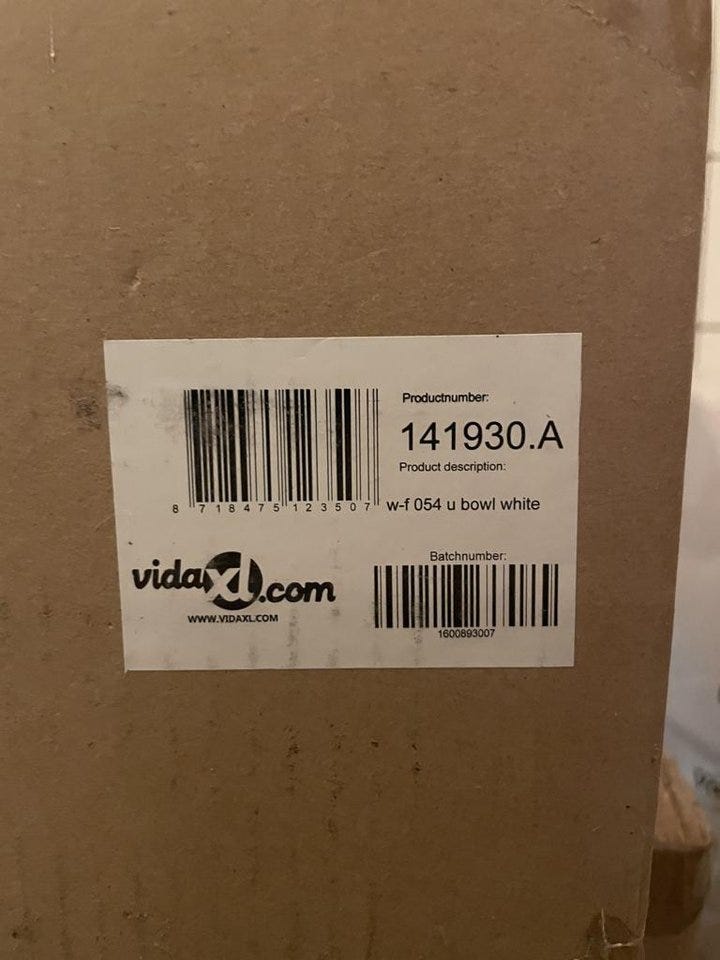 Productnumber:
141930.A
Product description:
w-f 054 u bowl white
8 718475 123507
vidaXL.com
WWW.VIDAXL.COM
Batchnumber:
1600893007